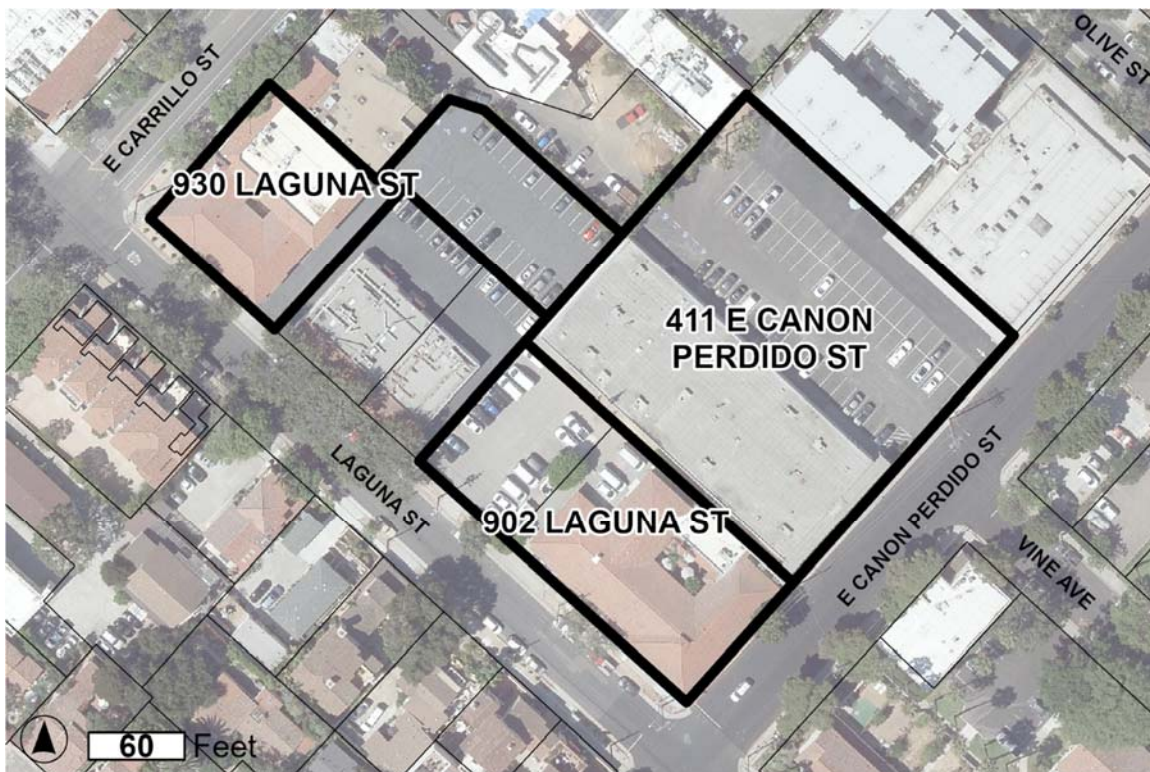 OLIVE ST
E CARRILLO ST
930 LAGUNA ST
411 E CANON
PERDIDO ST
LAGUNA ST
902 LAGUNA ST
E CANON PERDIDO ST
VINE AVE
60 Feet